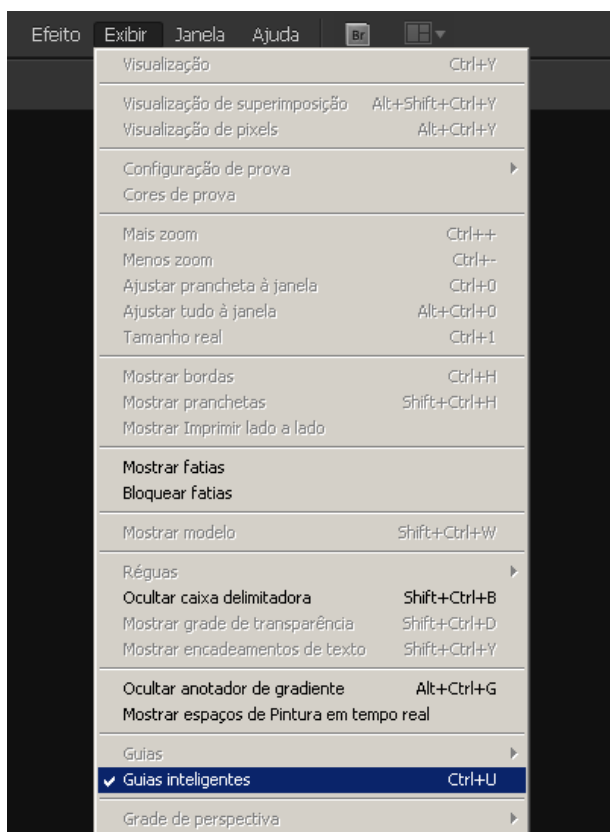 Efeito Exibir Janela Ajuda Br
Visualização Ctrl+Y
Visualização de superimposição Alt+Shift+Ctrl+Y
Visualização de pixels Alt+Ctrl+Y
Configuração de prova
Cores de prova
Mais zoom Ctrl++
Menos zoom Ctrl+-
Ajustar prancheta à janela Ctrl+0
Ajustar tudo à janela Alt+Ctrl+0
Tamanho real Ctrl+1
Mostrar bordas Ctrl+H
Mostrar pranchetas Shift+Ctrl+H
Mostrar Imprimir lado a lado
Mostrar fatias
Bloquear fatias
Mostrar modelo Shift+Ctrl+W
Réguas
Ocultar caixa delimitadora Shift+Ctrl+B
Mostrar grade de transparência Shift+Ctrl+D
Mostrar encadeamentos de texto Shift+Ctrl+Y
Ocultar anotador de gradiente Alt+Ctrl+G
Mostrar espaços de Pintura em tempo real
Guias
Guias inteligentes Ctrl+U
Grade de perspectiva